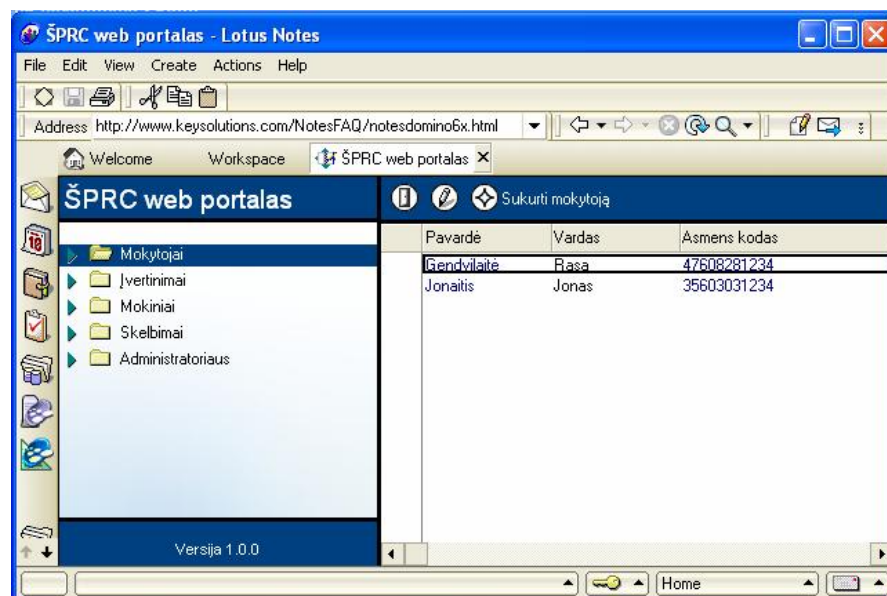 ŠPRC web portalas - Lotus Notes
File Edit View Create Actions Help
Address http://www.keysolutions.com/NotesFAQ/notesdomino6x.html
Welcome Workspace ŠPRC web portalas
ŠPRC web portalas
Sukurti mokytoją
Mokytojai
Įvertinimai
Mokiniai
Skelbimai
Administratoriaus
Versija 1.0.0
Pavardė Vardas Asmens kodas
Gendvilaitė Rasa 47608281234
Jonaitis Jonas 35603031234
Home